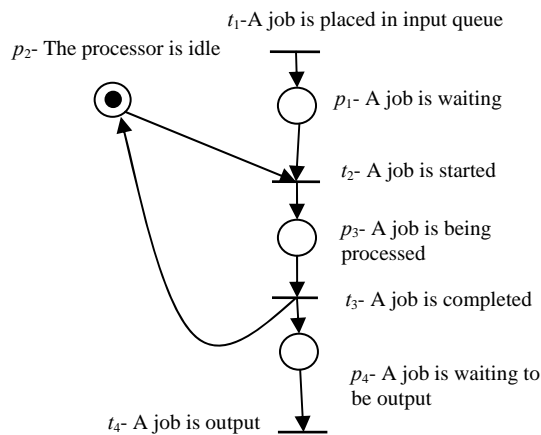 t1-A job is placed in input queue
p2- The processor is idle
p1- A job is waiting
t2- A job is started
p3- A job is being
processed
t3- A job is completed
p4- A job is waiting to
be output
t4- A job is output